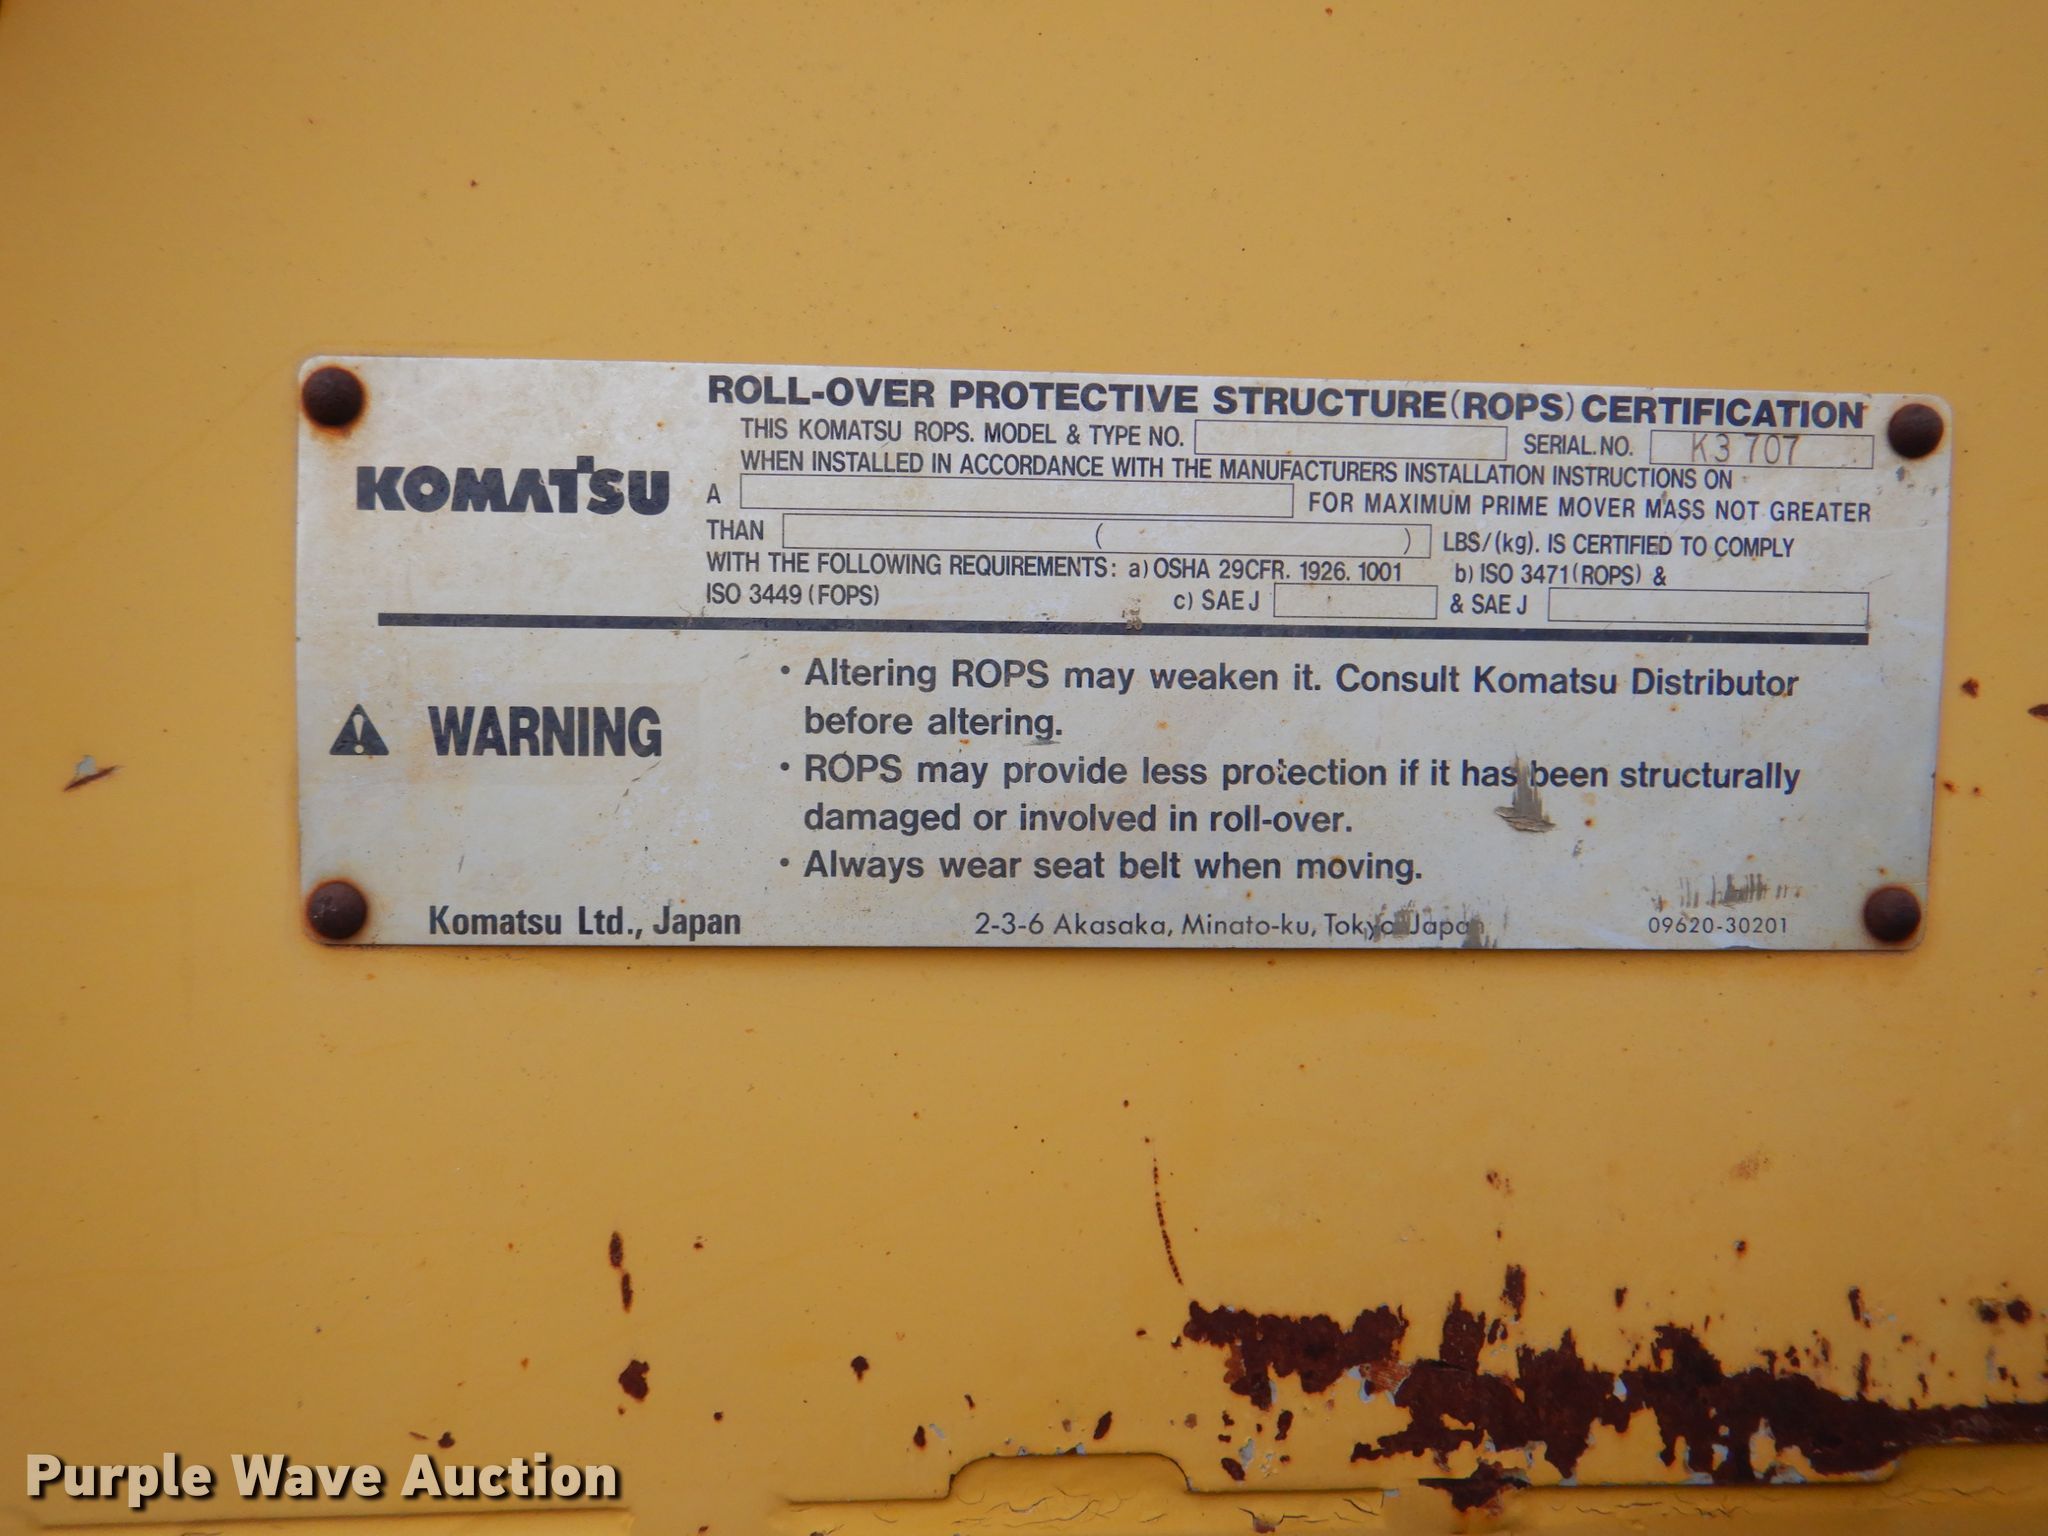 ROLL-OVER PROTECTIVE STRUCTURE (ROPS) CERTIFICATION
THIS KOMATSU ROPS. MODEL & TYPE NO. SERIAL. NO. K3 707
WHEN INSTALLED IN ACCORDANCE WITH THE MANUFACTURERS INSTALLATION INSTRUCTIONS ON
KOMATSU
A FOR MAXIMUM PRIME MOVER MASS NOT GREATER
THAN ( ) LBS/(kg). IS CERTIFIED TO COMPLY
WITH THE FOLLOWING REQUIREMENTS: a) OSHA 29CFR. 1926. 1001 b) ISO 3471 (ROPS) &
ISO 3449 (FOPS) c) SAE J & SAE J
WARNING
• Altering ROPS may weaken it. Consult Komatsu Distributor
before altering.
• ROPS may provide less protection if it has been structurally
damaged or involved in roll-over.
• Always wear seat belt when moving.
Komatsu Ltd., Japan 2-3-6 Akasaka, Minato-ku, Tokyo Japan 09620-30201
Purple Wave Auction